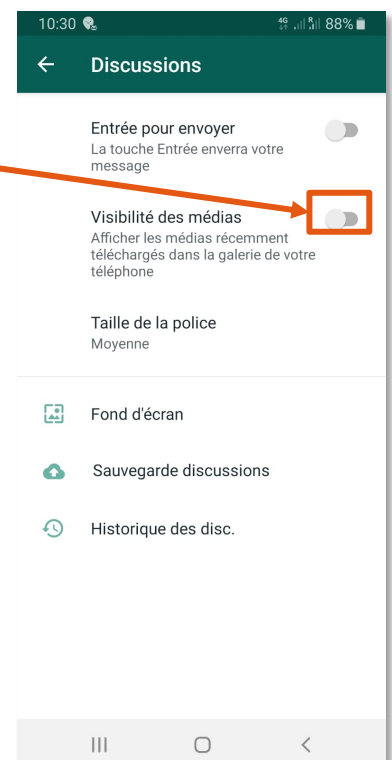 10:30 4G R 88%
Discussions
Entrée pour envoyer
La touche Entrée enverra votre
message
Visibilité des médias
Afficher les médias récemment
téléchargés dans la galerie de votre
téléphone
Taille de la police
Moyenne
Fond d'écran
Sauvegarde discussions
Historique des disc.